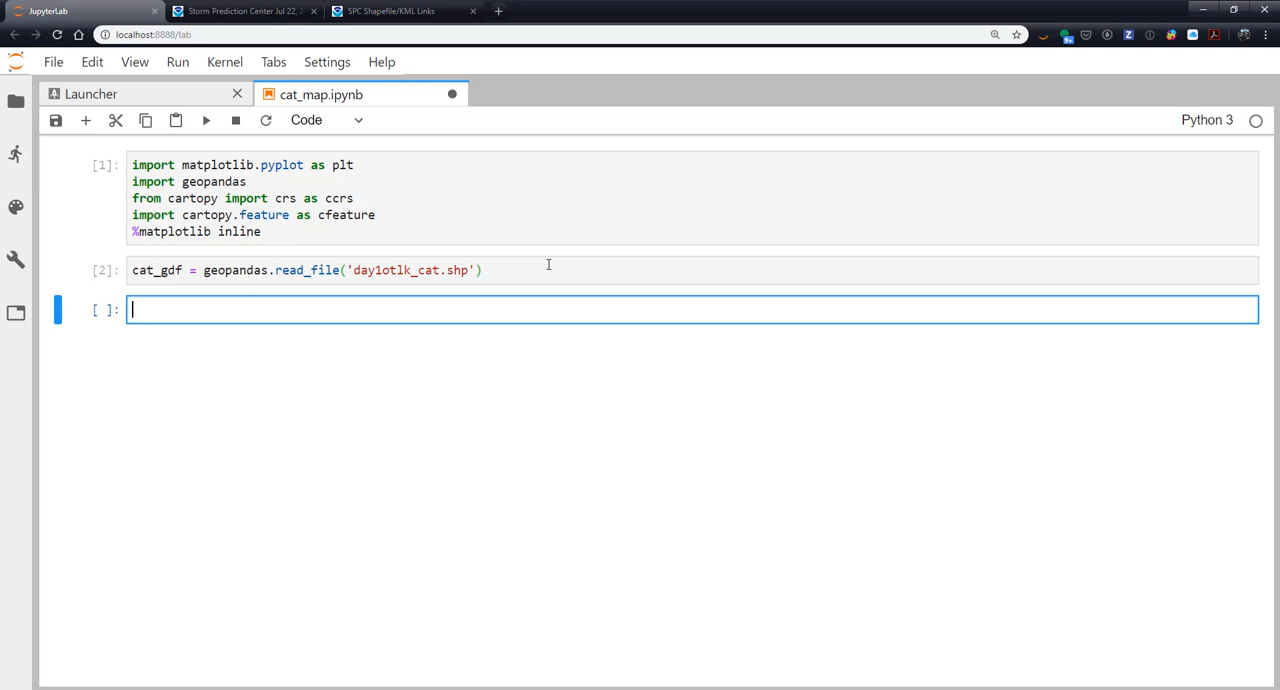 JupyterLab
Storm Prediction Center Jul 22, 2
SPC Shapefile/KML Links
localhost:8888/lab
9+
Z
File Edit View Run Kernel Tabs Settings Help
Launcher
cat_map.ipynb
Code
Python 3
[1]: import matplotlib.pyplot as plt
import geopandas
from cartopy import crs as ccrs
import cartopy.feature as cfeature
%matplotlib inline
[2]: cat_gdf = geopandas.read_file('day1otlk_cat.shp')
[ ]: